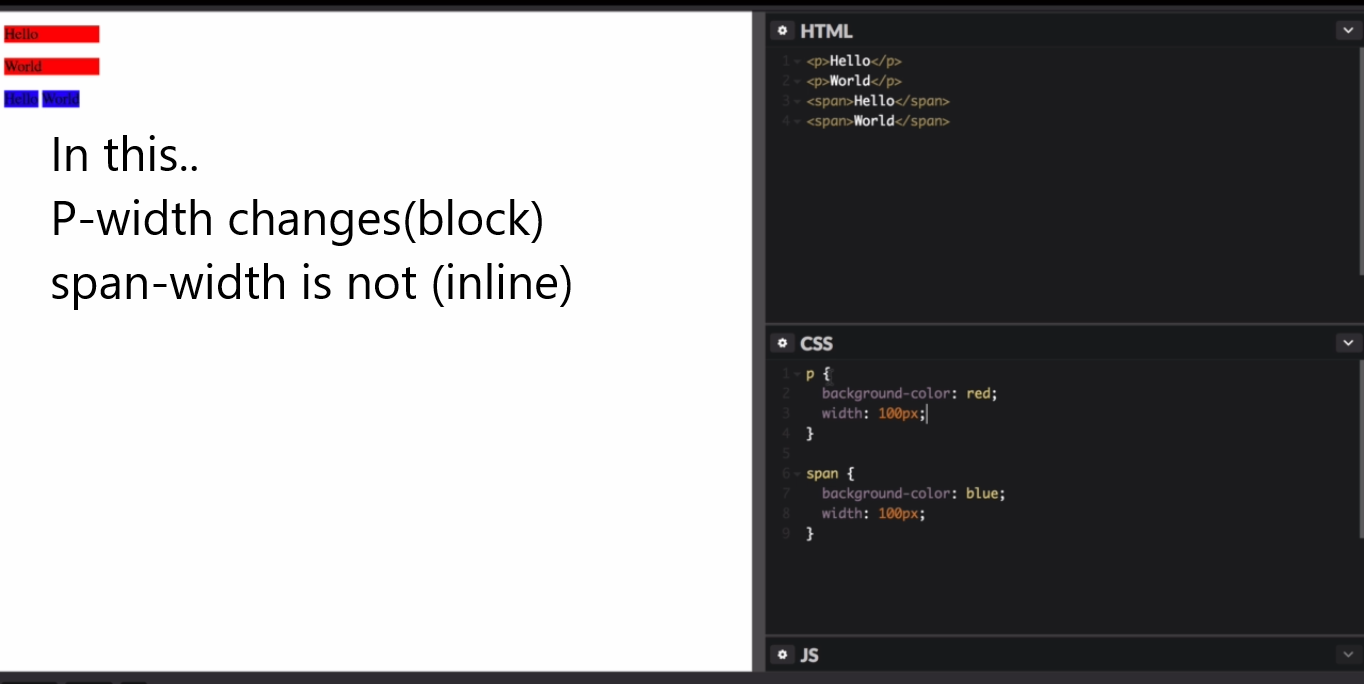 Hello
World
Hello World
In this..
P-width changes(block)
span-width is not (inline)
HTML
1 <p>Hello</p>
2 <p>World</p>
3 <span>Hello</span>
4 <span>World</span>
CSS
1 p {
2 background-color: red;
3 width: 100px;
4 }
5
6 span {
7 background-color: blue;
8 width: 100px;
9 }
JS